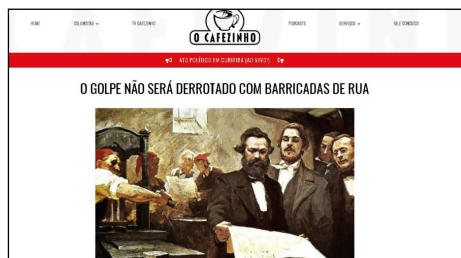 HOME
COLUNISTAS
TV CAFEZINHO
O CAFEZINHO
PODCASTS
SERVIÇOS
FALE CONOSCO
ATO POLÍTICO EM CURITIBA (AO VIVO!)
O GOLPE NÃO SERÁ DERROTADO COM BARRICADAS DE RUA